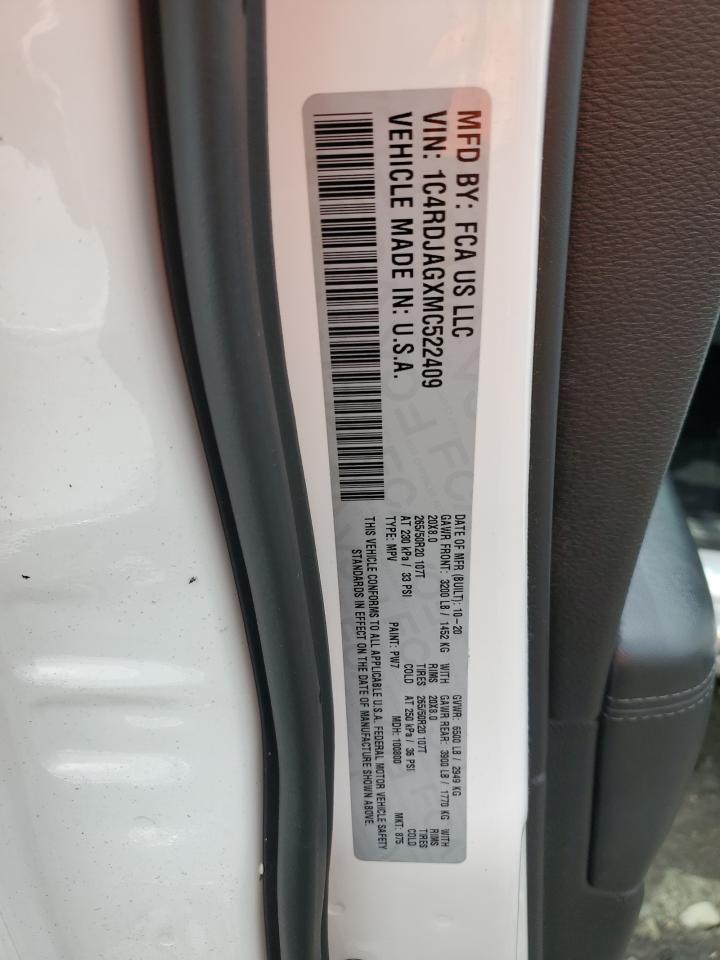 MFD BY: FCA US LLC
VIN: 1C4RDJAGXMC522409
VEHICLE MADE IN: U.S.A.
DATE OF MFR (BUILT): 10-20 GVWR: 6500 LB / 2949 KG
GAWR FRONT: 3200 LB / 1452 KG WITH GAWR REAR: 3900 LB / 1770 KG WITH
20X8.0 RIMS 20X8.0 RIMS
265/50R20 107T TIRES 265/50R20 107T TIRES
AT 230 kPa / 33 PSI COLD AT 250 kPa / 36 PSI COLD
TYPE: MPV PAINT: PW7 MDH: 100800 MKT: 875
THIS VEHICLE CONFORMS TO ALL APPLICABLE U.S.A. FEDERAL MOTOR VEHICLE SAFETY
STANDARDS IN EFFECT ON THE DATE OF MANUFACTURE SHOWN ABOVE.